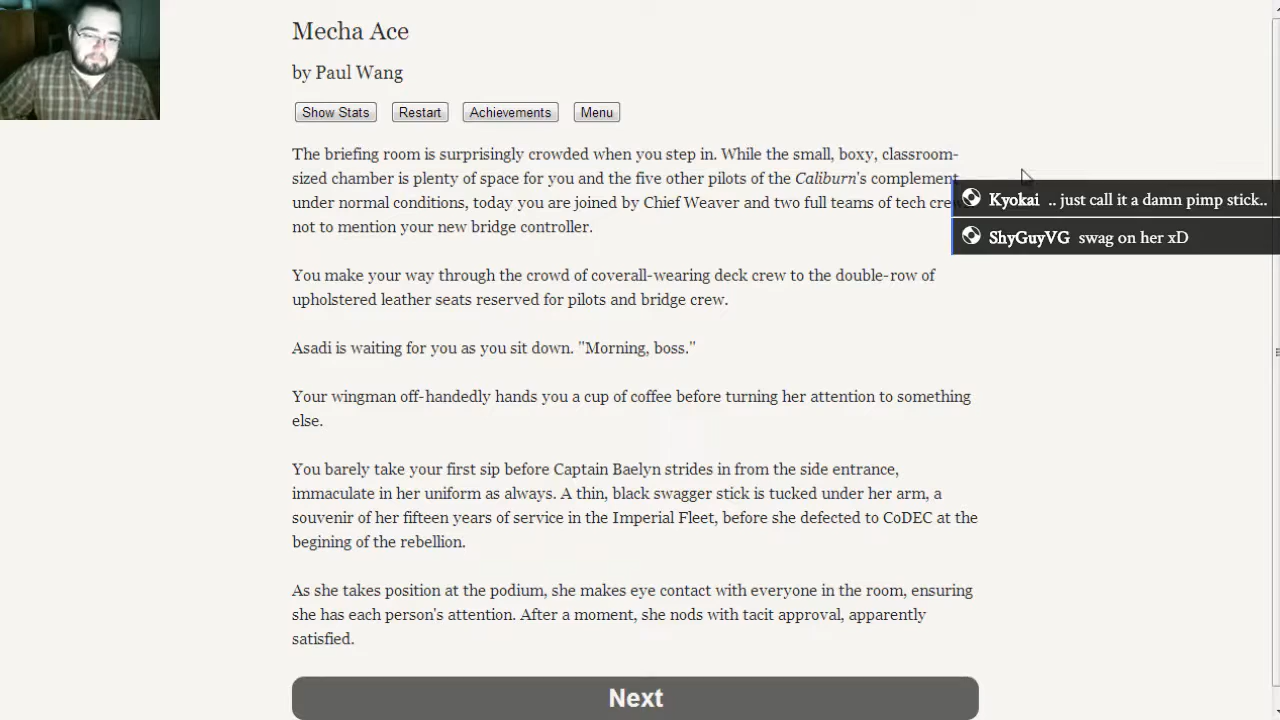 Mecha Ace
by Paul Wang
Show Stats Restart Achievements Menu
The briefing room is surprisingly crowded when you step in. While the small, boxy, classroom-
sized chamber is plenty of space for you and the five other pilots of the Caliburn's complement
under normal conditions, today you are joined by Chief Weaver and two full teams of tech crew
not to mention your new bridge controller.
Kyokai .. just call it a damn pimp stick..
ShyGuyVG swag on her xD
You make your way through the crowd of coverall-wearing deck crew to the double-row of
upholstered leather seats reserved for pilots and bridge crew.
Asadi is waiting for you as you sit down. "Morning, boss."
Your wingman off-handedly hands you a cup of coffee before turning her attention to something
else.
You barely take your first sip before Captain Baelyn strides in from the side entrance,
immaculate in her uniform as always. A thin, black swagger stick is tucked under her arm, a
souvenir of her fifteen years of service in the Imperial Fleet, before she defected to CoDEC at the
begining of the rebellion.
As she takes position at the podium, she makes eye contact with everyone in the room, ensuring
she has each person's attention. After a moment, she nods with tacit approval, apparently
satisfied.
Next